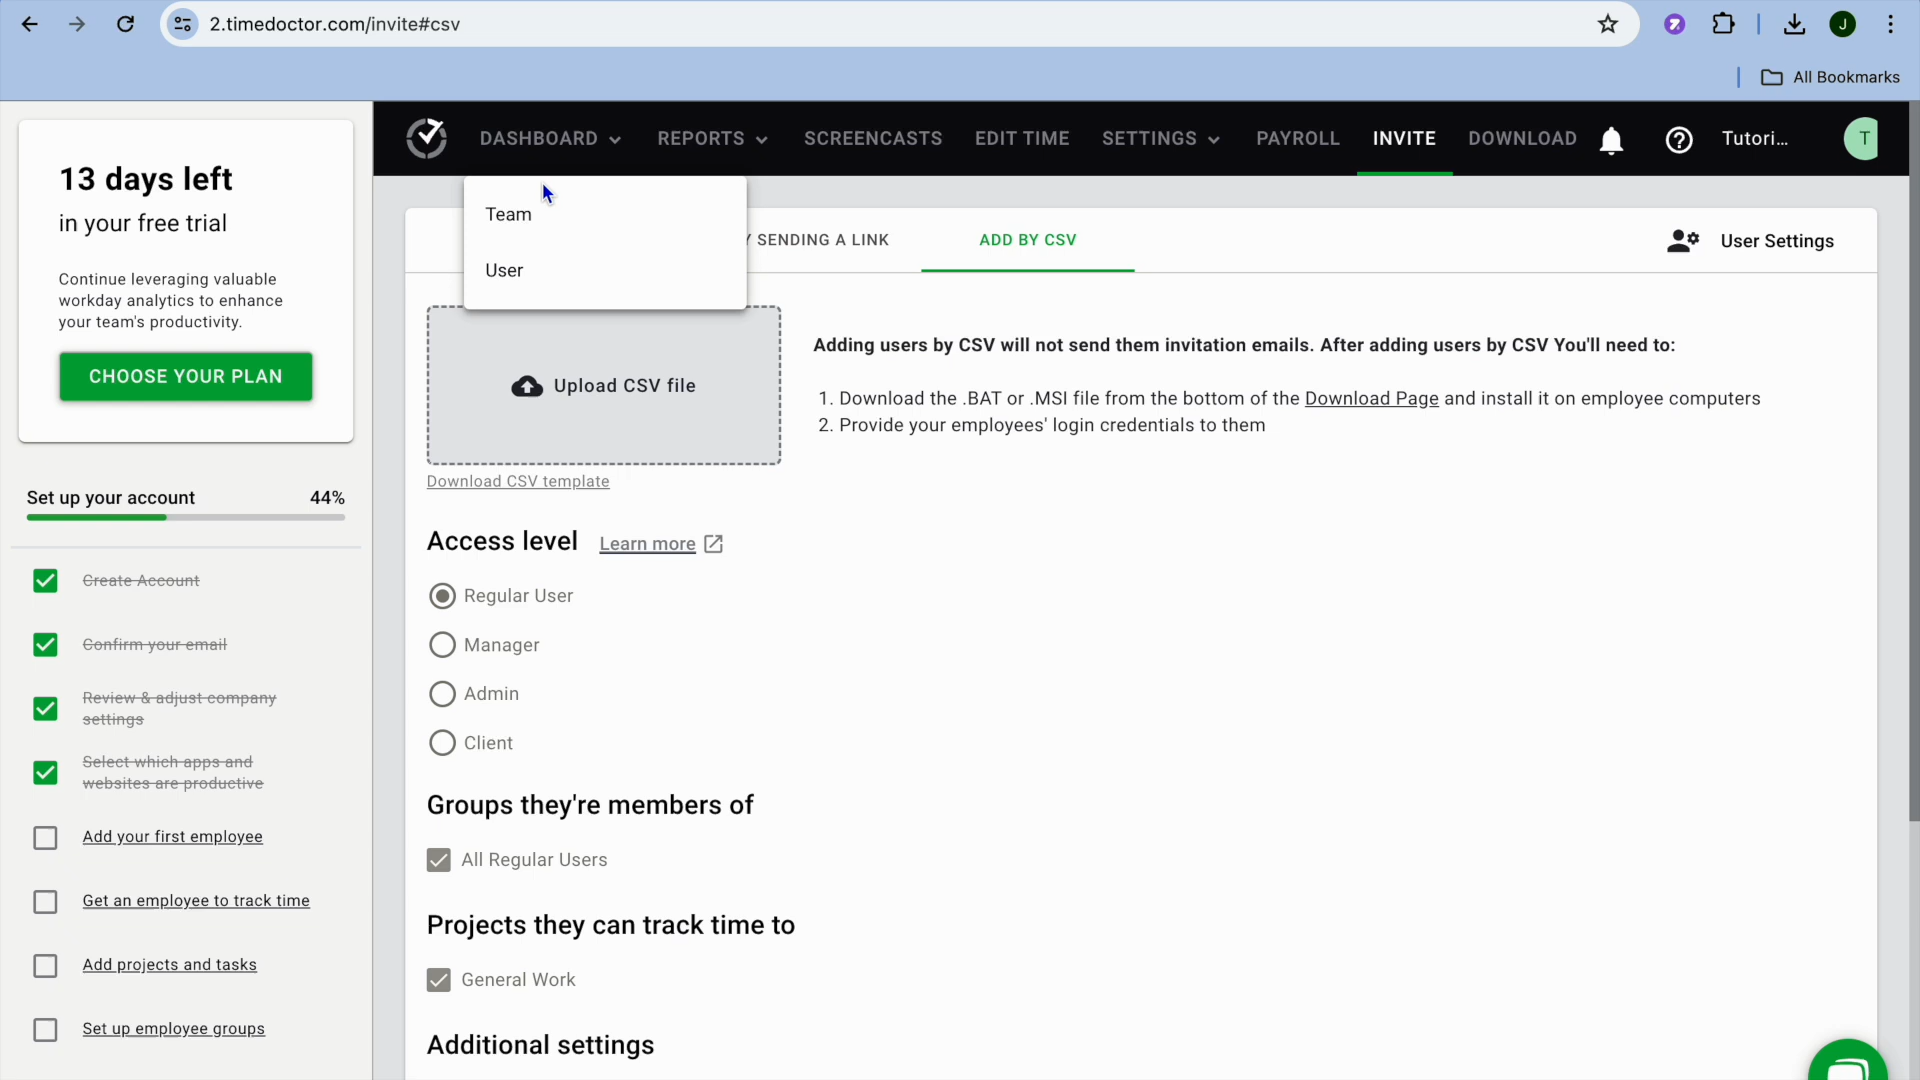 2.timedoctor.com/invite#csv
J
All Bookmarks
13 days left
in your free trial
Continue leveraging valuable
workday analytics to enhance
your team's productivity.
CHOOSE YOUR PLAN
Set up your account 44%
Create Account
Confirm your email
Review & adjust company
settings
Select which apps and
websites are productive
Add your first employee
Get an employee to track time
Add projects and tasks
Set up employee groups
DASHBOARD REPORTS SCREENCASTS EDIT TIME SETTINGS PAYROLL INVITE DOWNLOAD Tutori... T
Team
User
Y SENDING A LINK ADD BY CSV User Settings
Upload CSV file
Download CSV template
Adding users by CSV will not send them invitation emails. After adding users by CSV You'll need to:
1. Download the .BAT or .MSI file from the bottom of the Download Page and install it on employee computers
2. Provide your employees' login credentials to them
Access level Learn more
Regular User
Manager
Admin
Client
Groups they're members of
All Regular Users
Projects they can track time to
General Work
Additional settings